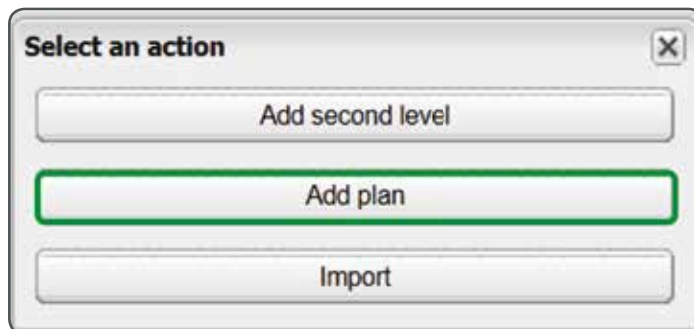 Select an action
Add second level
Add plan
Import